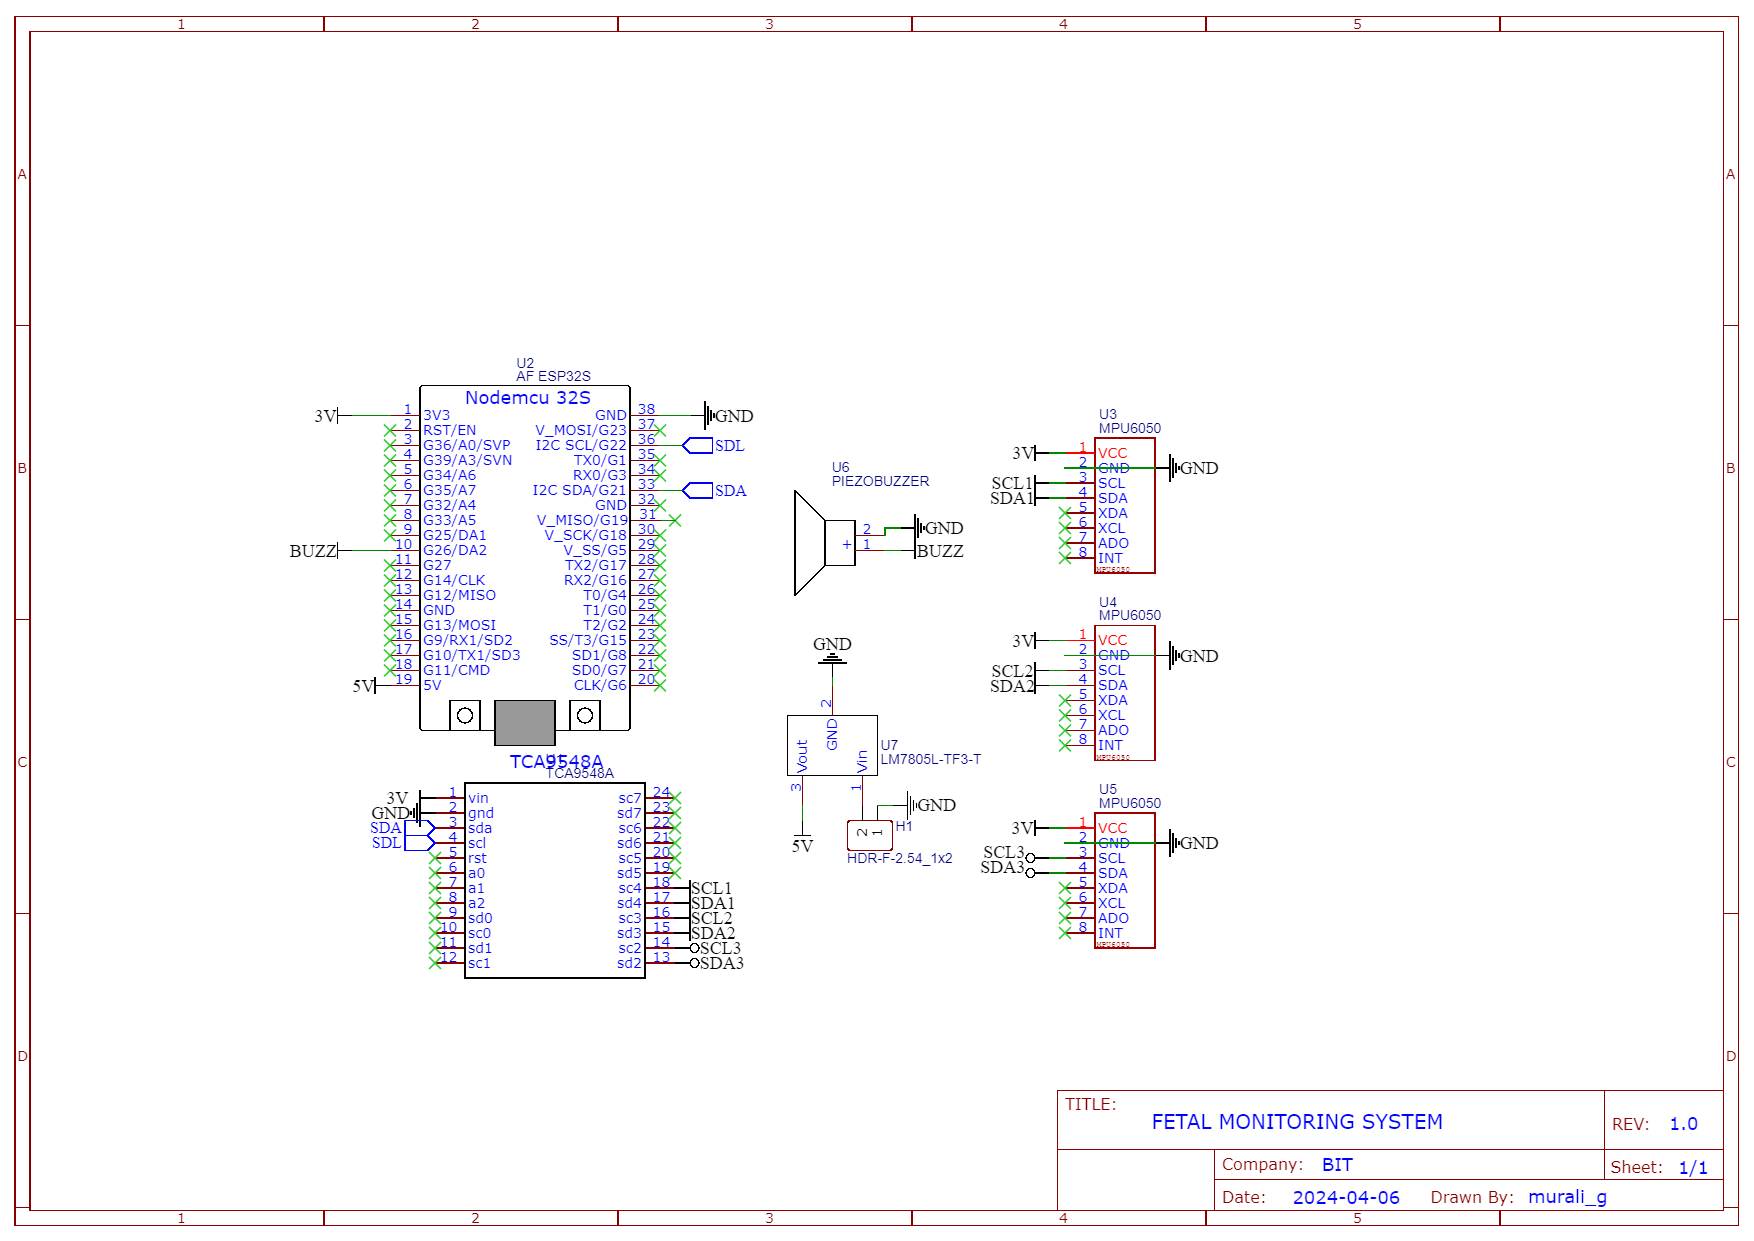 1 2 3 4 5
A
B
C
D
A
B
C
D
1 2 3 4 5
U2
AF ESP32S
Nodemcu 32S
3V 1 3V3
2 RST/EN
3 G36/A0/SVP
4 G39/A3/SVN
5 G34/A6
6 G35/A7
7 G32/A4
8 G33/A5
9 G25/DA1
BUZZ 10 G26/DA2
11 G27
12 G14/CLK
13 G12/MISO
14 GND
15 G13/MOSI
16 G9/RX1/SD2
17 G10/TX1/SD3
18 G11/CMD
5V 19 5V
GND 38 GND
V_MOSI/G23 37
I2C SCL/G22 36 SDL
TX0/G1 35
RX0/G3 34
I2C SDA/G21 33 SDA
GND 32
V_MISO/G19 31
V_SCK/G18 30
V_SS/G5 29
TX2/G17 28
RX2/G16 27
T0/G4 26
T1/G0 25
T2/G2 24
SS/T3/G15 23
SD1/G8 22
SD0/G7 21
CLK/G6 20
TCA9548A
TCA9548A
3V 1 vin
GND 2 gnd
SDA 3 sda
SDL 4 scl
5 rst
6 a0
7 a1
8 a2
9 sd0
10 sc0
11 sd1
12 sc1
sc7 24
sd7 23
sc6 22
sd6 21
sc5 20
sd5 19
sc4 18 SCL1
sd4 17 SDA1
sc3 16 SCL2
sd3 15 SDA2
sc2 14 SCL3
sd2 13 SDA3
U6
PIEZOBUZZER
2 GND
+ 1 BUZZ
GND
2
GND
Vout
Vin
U7
LM7805L-TF3-T
3
1
5V
GND
2 1
H1
HDR-F-2.54_1x2
U3
MPU6050
3V 1 VCC
2 GND GND
SCL1 3 SCL
SDA1 4 SDA
5 XDA
6 XCL
7 ADO
8 INT
MPU6050
U4
MPU6050
3V 1 VCC
2 GND GND
SCL2 3 SCL
SDA2 4 SDA
5 XDA
6 XCL
7 ADO
8 INT
MPU6050
U5
MPU6050
3V 1 VCC
2 GND GND
SCL3 3 SCL
SDA3 4 SDA
5 XDA
6 XCL
7 ADO
8 INT
MPU6050
TITLE:
FETAL MONITORING SYSTEM
REV: 1.0
Company: BIT
Sheet: 1/1
Date: 2024-04-06 Drawn By: murali_g